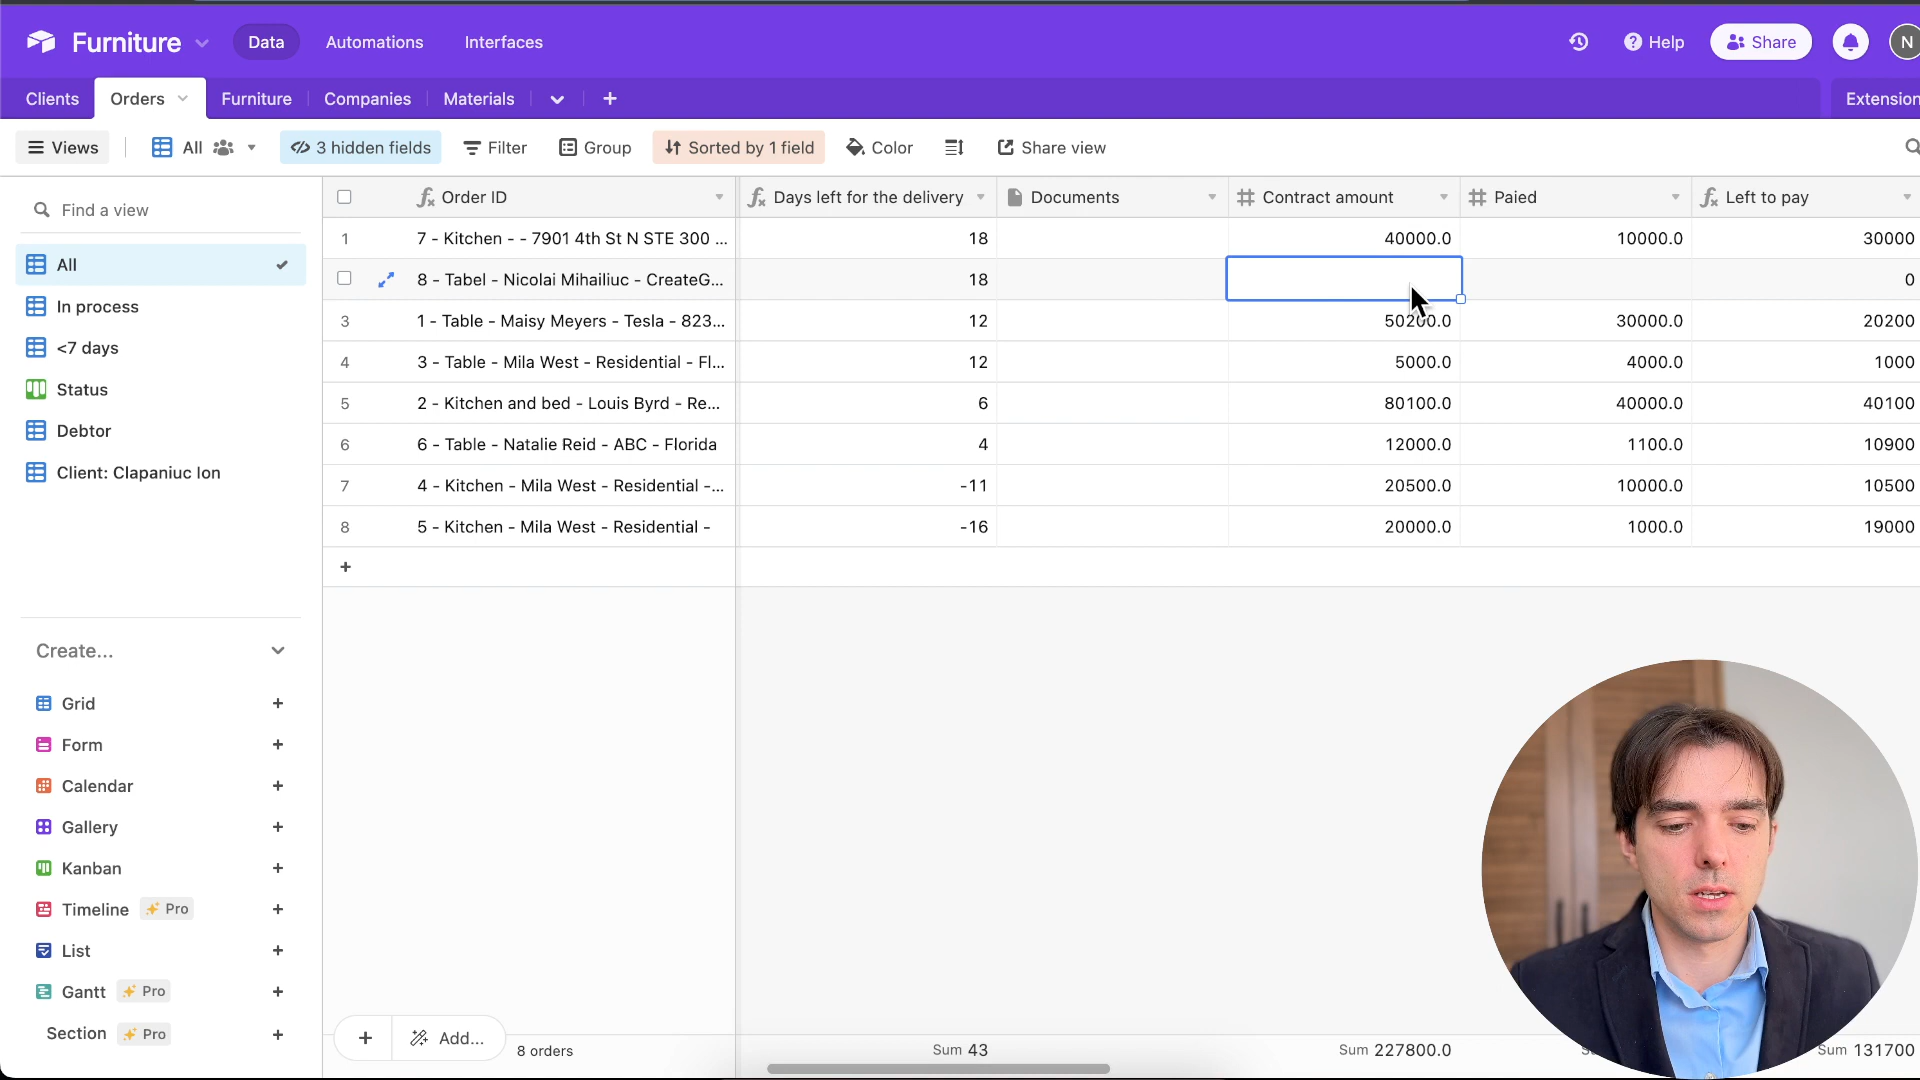 Furniture Data Automations Interfaces Help Share N
Clients Orders Furniture Companies Materials + Extension
Views All 3 hidden fields Filter Group Sorted by 1 field Color Share view
Find a view
All
In process
<7 days
Status
Debtor
Client: Clapaniuc Ion
Create...
Grid +
Form +
Calendar +
Gallery +
Kanban +
Timeline Pro +
List +
Gantt Pro +
Section Pro +
Order ID Days left for the delivery Documents Contract amount Paied Left to pay
1 7 - Kitchen - - 7901 4th St N STE 300 ... 18 40000.0 10000.0 30000
8 - Tabel - Nicolai Mihailiuc - CreateG... 18 0
3 1 - Table - Maisy Meyers - Tesla - 823... 12 50200.0 30000.0 20200
4 3 - Table - Mila West - Residential - Fl... 12 5000.0 4000.0 1000
5 2 - Kitchen and bed - Louis Byrd - Re... 6 80100.0 40000.0 40100
6 6 - Table - Natalie Reid - ABC - Florida 4 12000.0 1100.0 10900
7 4 - Kitchen - Mila West - Residential -... -11 20500.0 10000.0 10500
8 5 - Kitchen - Mila West - Residential - -16 20000.0 1000.0 19000
+
+ Add... 8 orders Sum 43 Sum 227800.0 Sum 131700